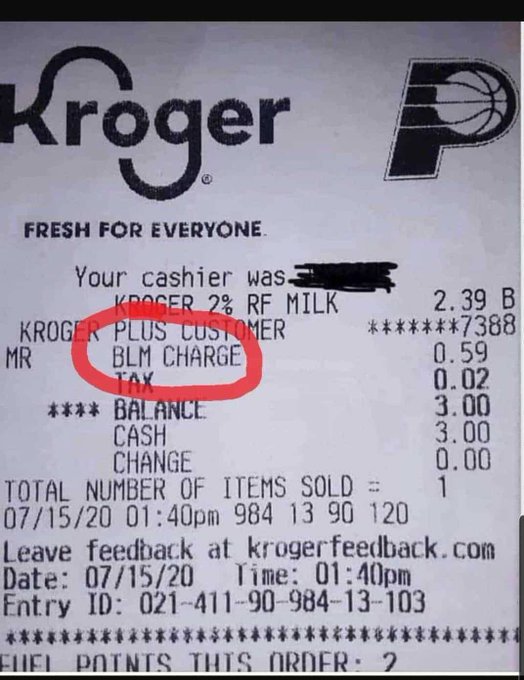 Kroger
®
P
FRESH FOR EVERYONE.
Your cashier was
KROGER 2% RF MILK 2.39 B
KROGER PLUS CUSTOMER *******7388
MR BLM CHARGE 0.59
TAX 0.02
**** BALANCE 3.00
CASH 3.00
CHANGE 0.00
TOTAL NUMBER OF ITEMS SOLD = 1
07/15/20 01:40pm 984 13 90 120
Leave feedback at krogerfeedback.com
Date: 07/15/20 Time: 01:40pm
Entry ID: 021-411-90-984-13-103
************************************
FUEL POINTS THIS ORDER: 2